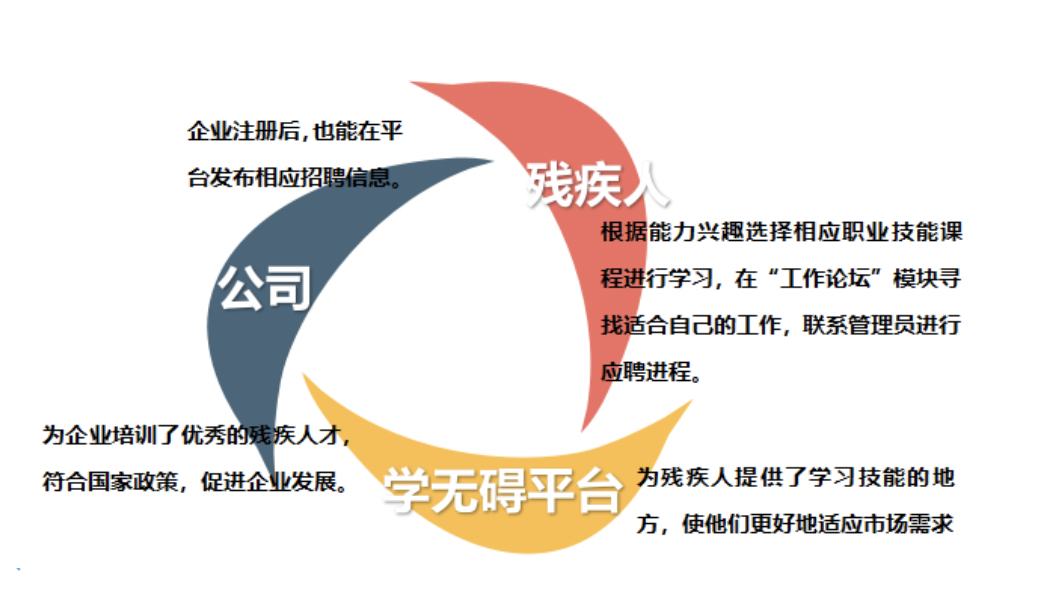 企业注册后，也能在平
台发布相应招聘信息。
残疾人
根据能力兴趣选择相应职业技能课
程进行学习，在“工作论坛”模块寻
找适合自己的工作，联系管理员进行
应聘进程。
公司
为企业培训了优秀的残疾人才，
符合国家政策，促进企业发展。
学无碍平台
为残疾人提供了学习技能的地
方，使他们更好地适应市场需求